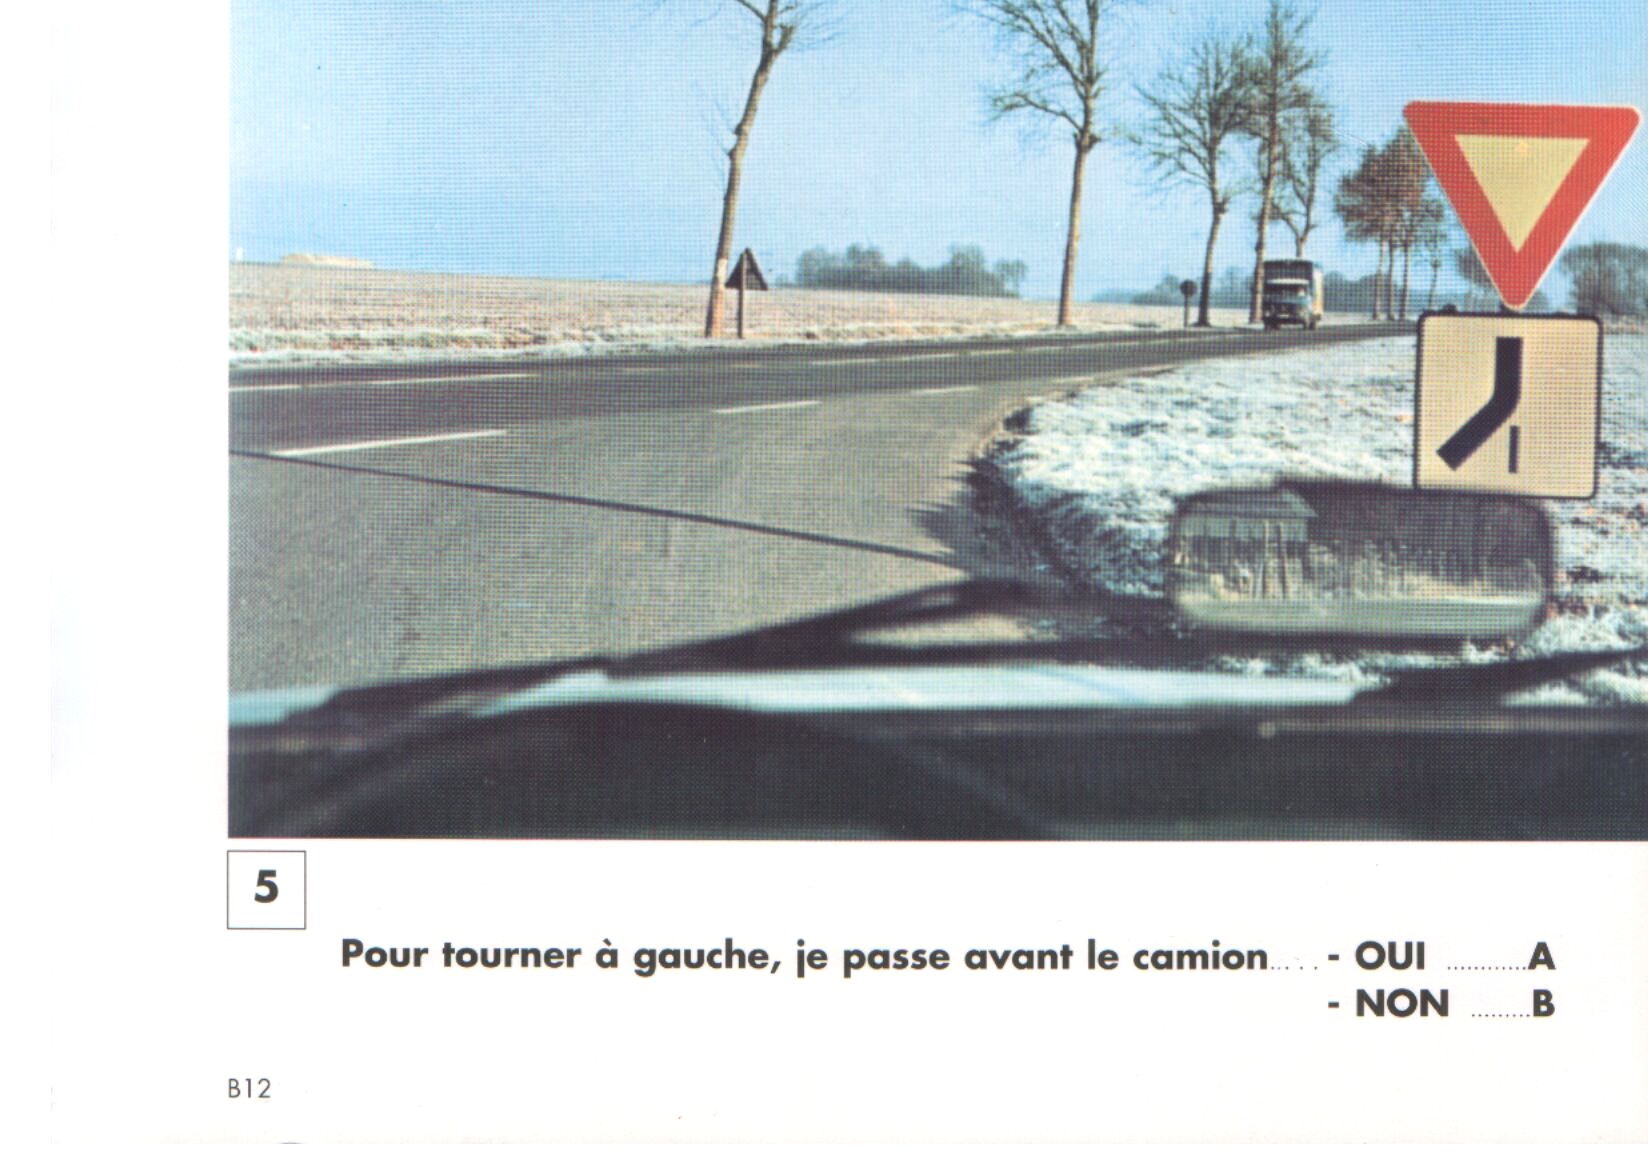 5
Pour tourner à gauche, je passe avant le camion..... - OUI ............A
- NON .........B
B12